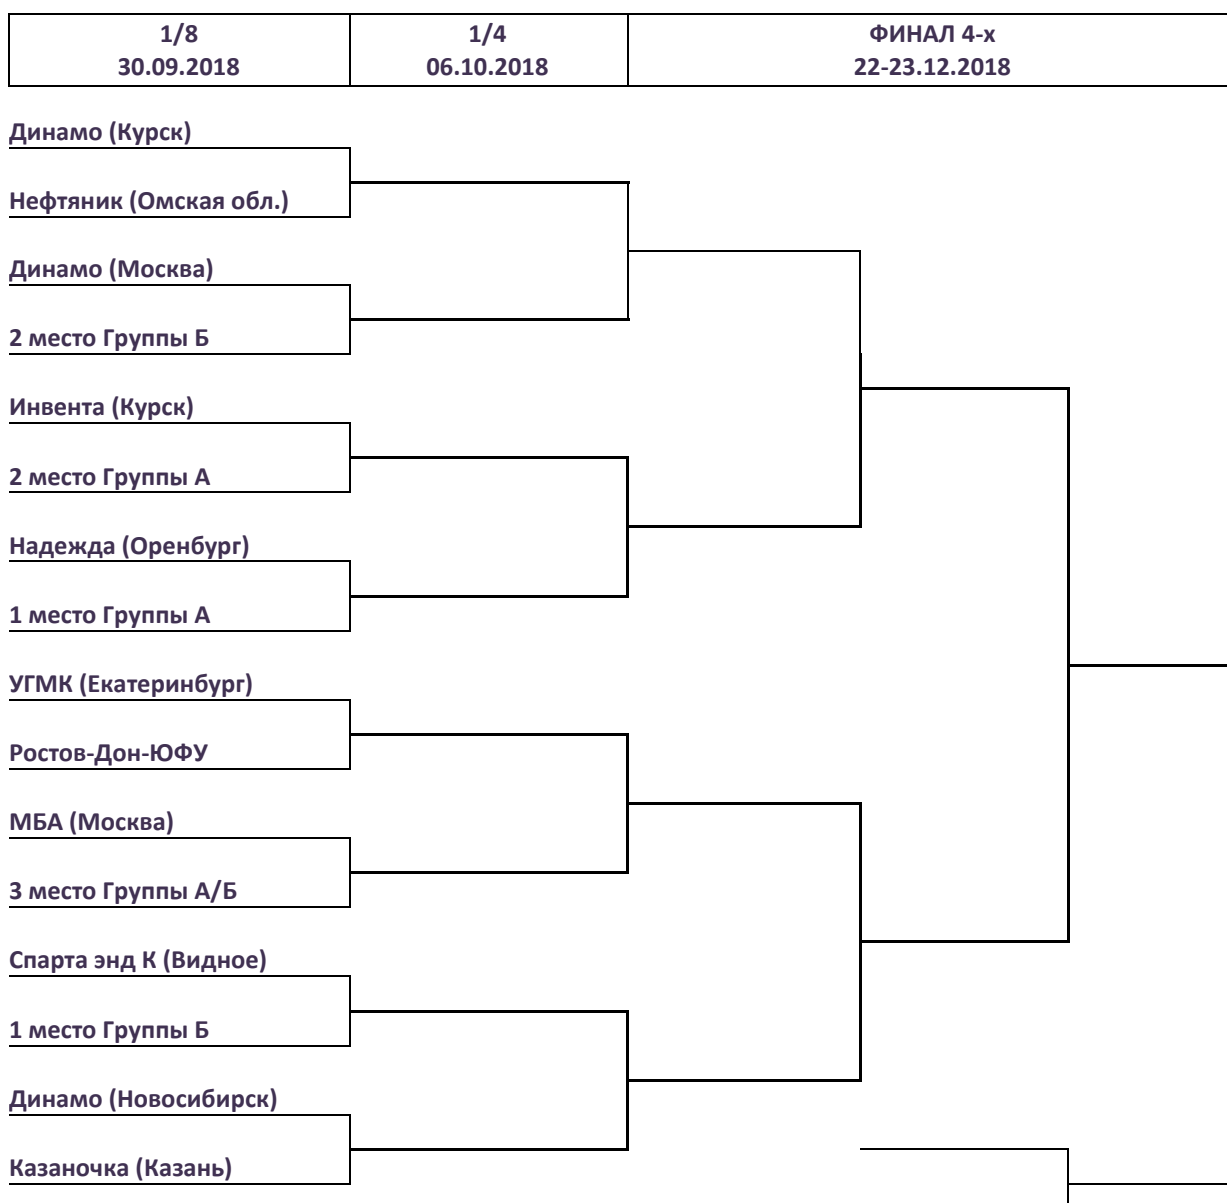 1/8
30.09.2018
1/4
06.10.2018
ФИНАЛ 4-х
22-23.12.2018
Динамо (Курск)
Нефтяник (Омская обл.)
Динамо (Москва)
2 место Группы Б
Инвента (Курск)
2 место Группы А
Надежда (Оренбург)
1 место Группы А
УГМК (Екатеринбург)
Ростов-Дон-ЮФУ
МБА (Москва)
3 место Группы А/Б
Спарта энд К (Видное)
1 место Группы Б
Динамо (Новосибирск)
Казаночка (Казань)